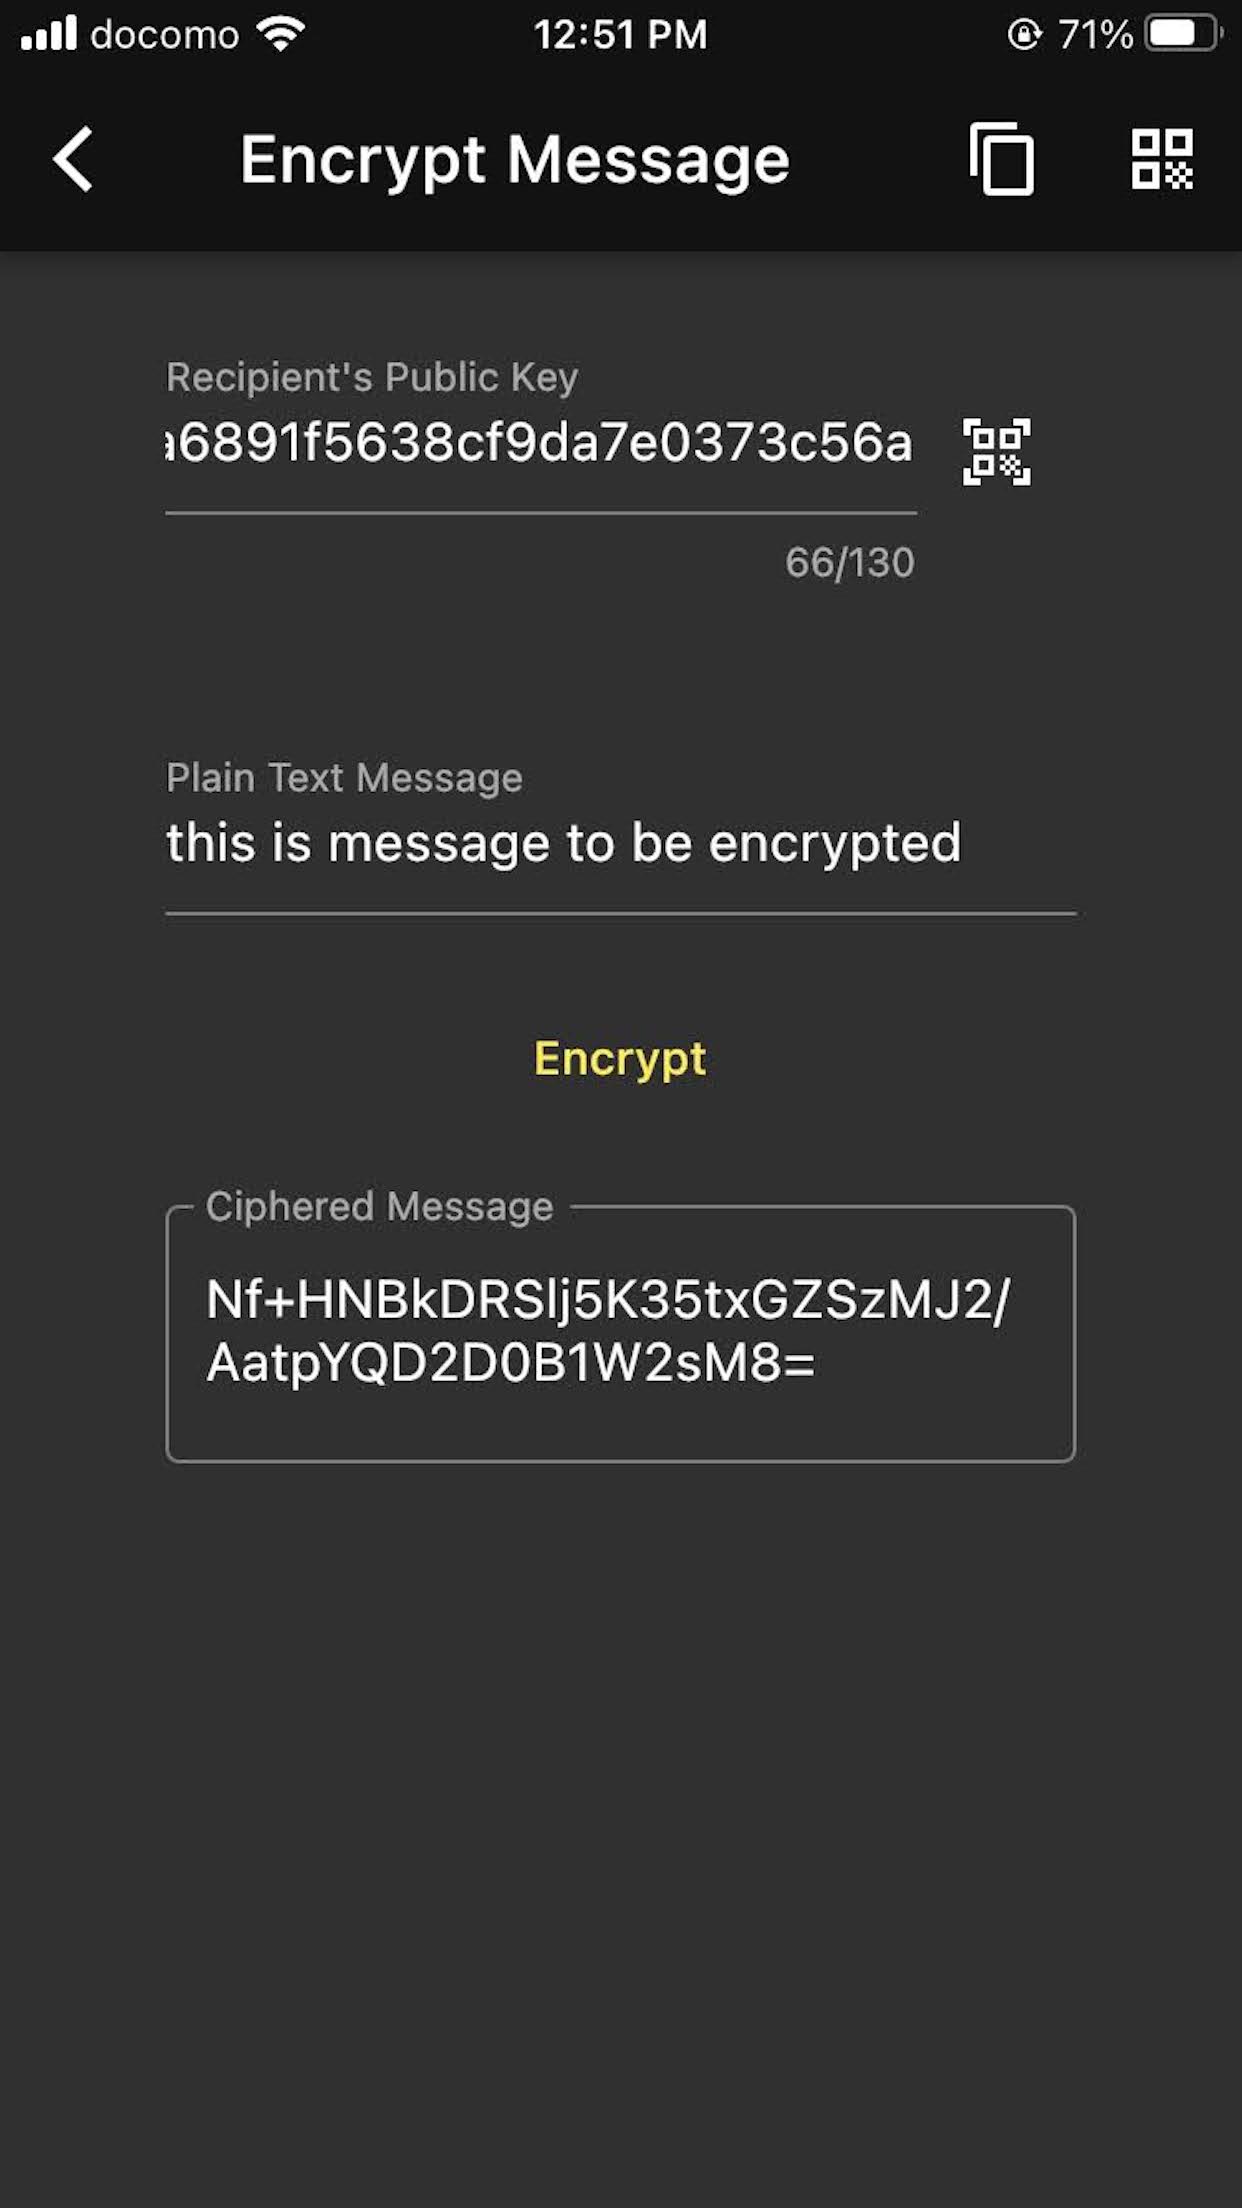 docomo 12:51 PM 71%
Encrypt Message
Recipient's Public Key
a6891f5638cf9da7e0373c56a
66/130
Plain Text Message
this is message to be encrypted
Encrypt
Ciphered Message
Nf+HNBkDRSlj5K35txGZSzMJ2/
AatpYQD2D0B1W2sM8=